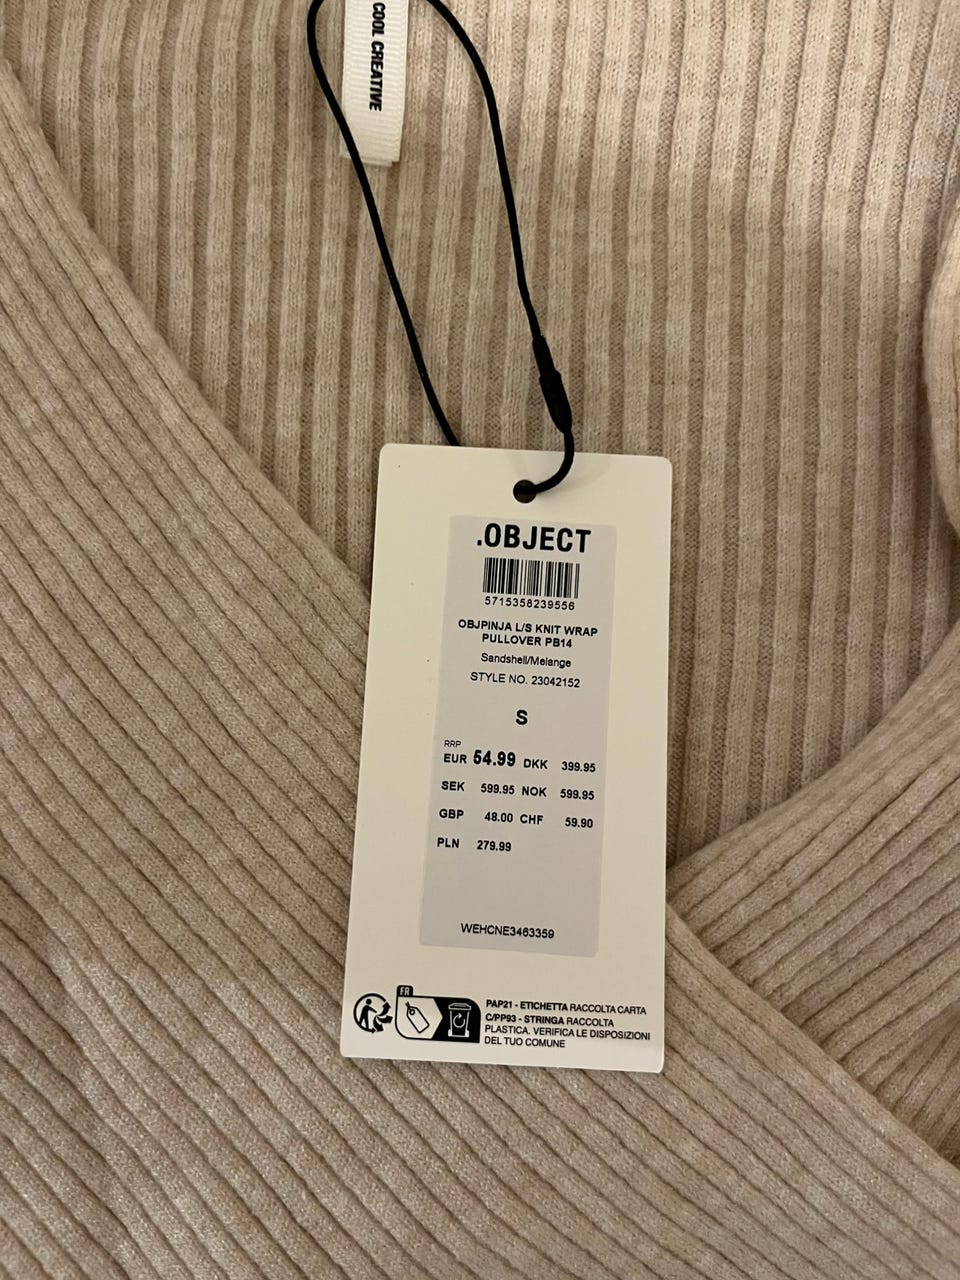 COOL CREATIVE
.OBJECT
5715358239556
OBJPINJA L/S KNIT WRAP
PULLOVER PB14
Sandshell/Melange
STYLE NO. 23042152
S
RRP
EUR 54.99 DKK 399.95
SEK 599.95 NOK 599.95
GBP 48.00 CHF 59.90
PLN 279.99
WEHCNE3463359
FR
PAP21 - ETICHETTA RACCOLTA CARTA
C/PP93 - STRINGA RACCOLTA
PLASTICA. VERIFICA LE DISPOSIZIONI
DEL TUO COMUNE